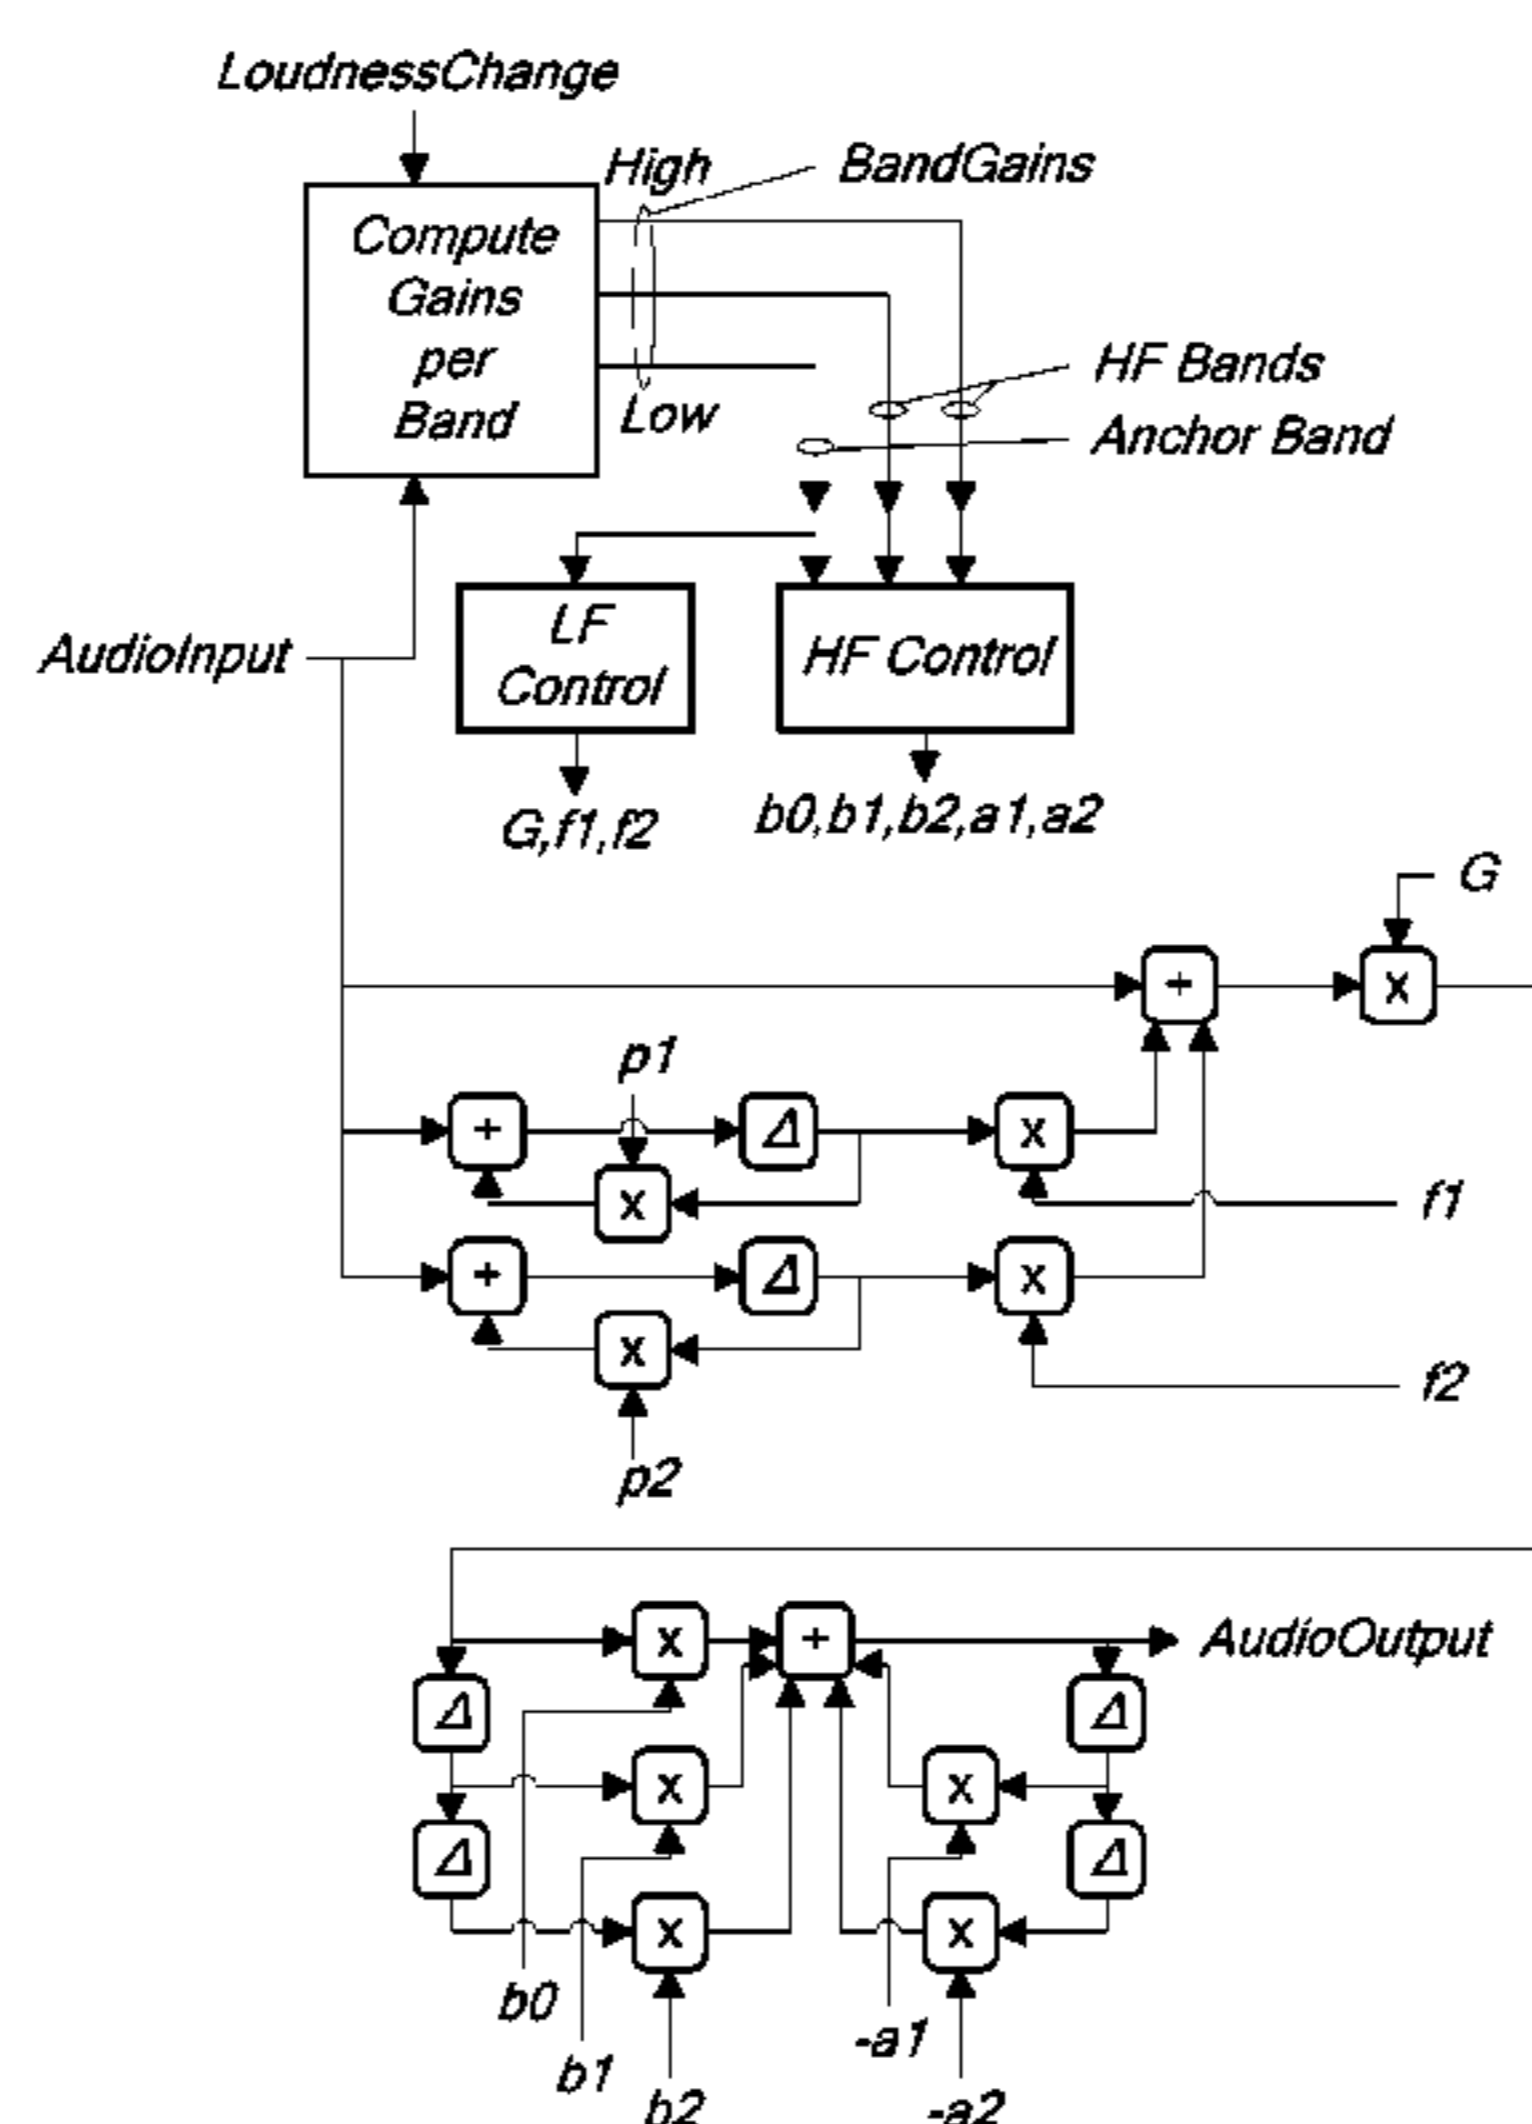 LoudnessChange
High
BandGains
Compute
Gains
per
Band
Low
HF Bands
Anchor Band
AudioInput
LF
Control
HF Control
G,f1,f2
b0,b1,b2,a1,a2
G
+
x
p1
+
Δ
x
x
f1
+
Δ
x
x
f2
p2
x
+
AudioOutput
Δ
Δ
x
x
Δ
Δ
x
x
b0
b1
b2
-a1
-a2